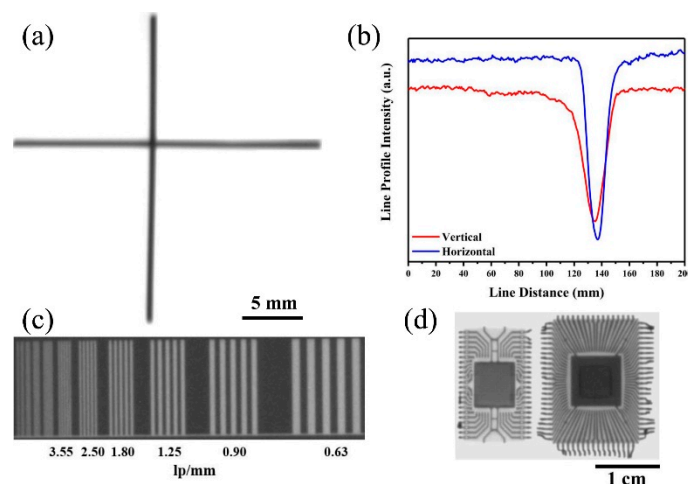 (a)
5 mm
(b)
Line Profile Intensity (a.u.)
Vertical
Horizontal
0 20 40 60 80 100 120 140 160 180 200
Line Distance (mm)
(c)
3.55 2.50 1.80 1.25 0.90 0.63
lp/mm
(d)
1 cm